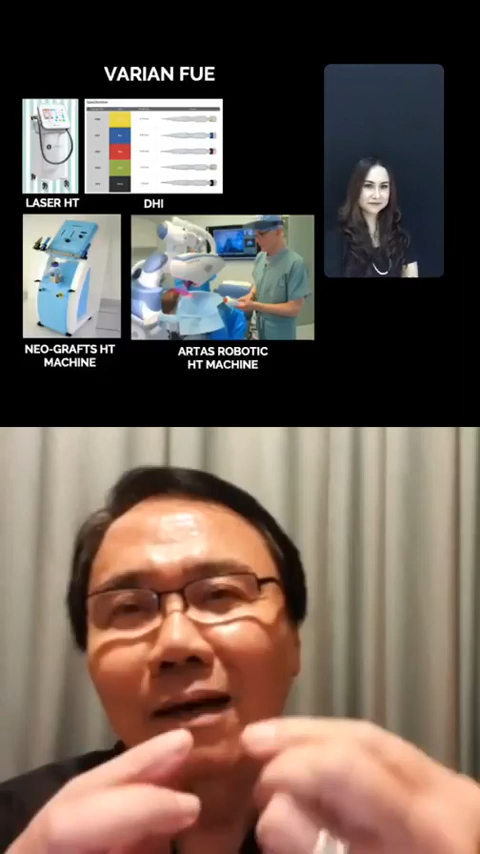 VARIAN FUE
LASER HT
DHI
NEO-GRAFTS HT
MACHINE
ARTAS ROBOTIC
HT MACHINE